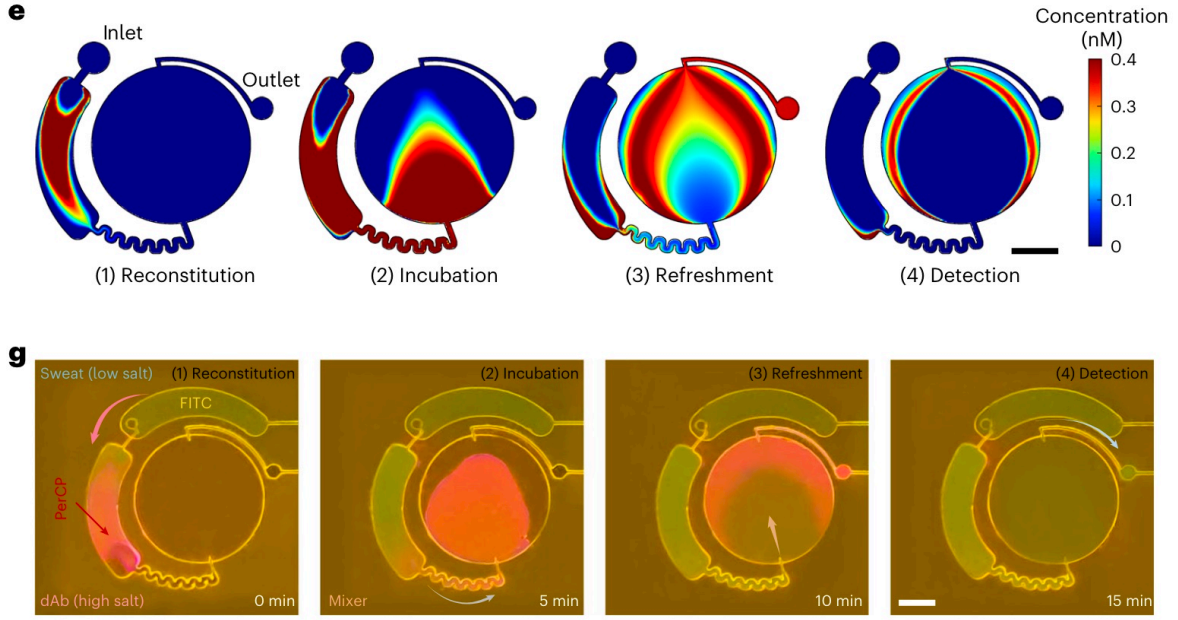 e
Inlet
Outlet
Concentration
(nM)
0.4
0.3
0.2
0.1
0
(1) Reconstitution
(2) Incubation
(3) Refreshment
(4) Detection
g
Sweat (low salt)
(1) Reconstitution
FITC
PerCP
dAb (high salt)
0 min
(2) Incubation
Mixer
5 min
(3) Refreshment
10 min
(4) Detection
15 min